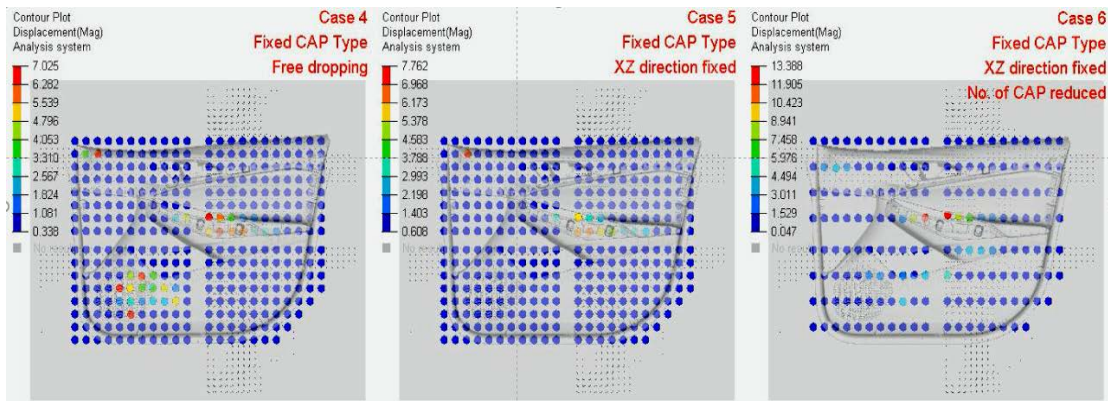 Contour Plot
Displacement(Mag)
Analysis system
Case 4
Fixed CAP Type
Free dropping
7.025
6.282
5.539
4.796
4.053
3.310
2.567
1.824
1.081
0.338
Contour Plot
Displacement(Mag)
Analysis system
Case 5
Fixed CAP Type
XZ direction fixed
7.762
6.968
6.173
5.378
4.583
3.788
2.993
2.198
1.403
0.608
Contour Plot
Displacement(Mag)
Analysis system
Case 6
Fixed CAP Type
XZ direction fixed
No. of CAP reduced
13.388
11.905
10.423
8.941
7.458
5.976
4.494
3.011
1.529
0.047